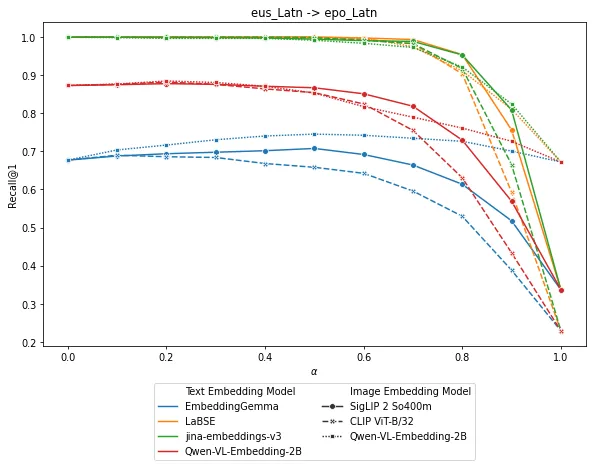 eus_Latn -> epo_Latn
Recall@1
1.0
0.9
0.8
0.7
0.6
0.5
0.4
0.3
0.2
0.0 0.2 0.4 0.6 0.8 1.0
α
Text Embedding Model Image Embedding Model
EmbeddingGemma SigLIP 2 So400m
LaBSE CLIP ViT-B/32
jina-embeddings-v3 Qwen-VL-Embedding-2B
Qwen-VL-Embedding-2B